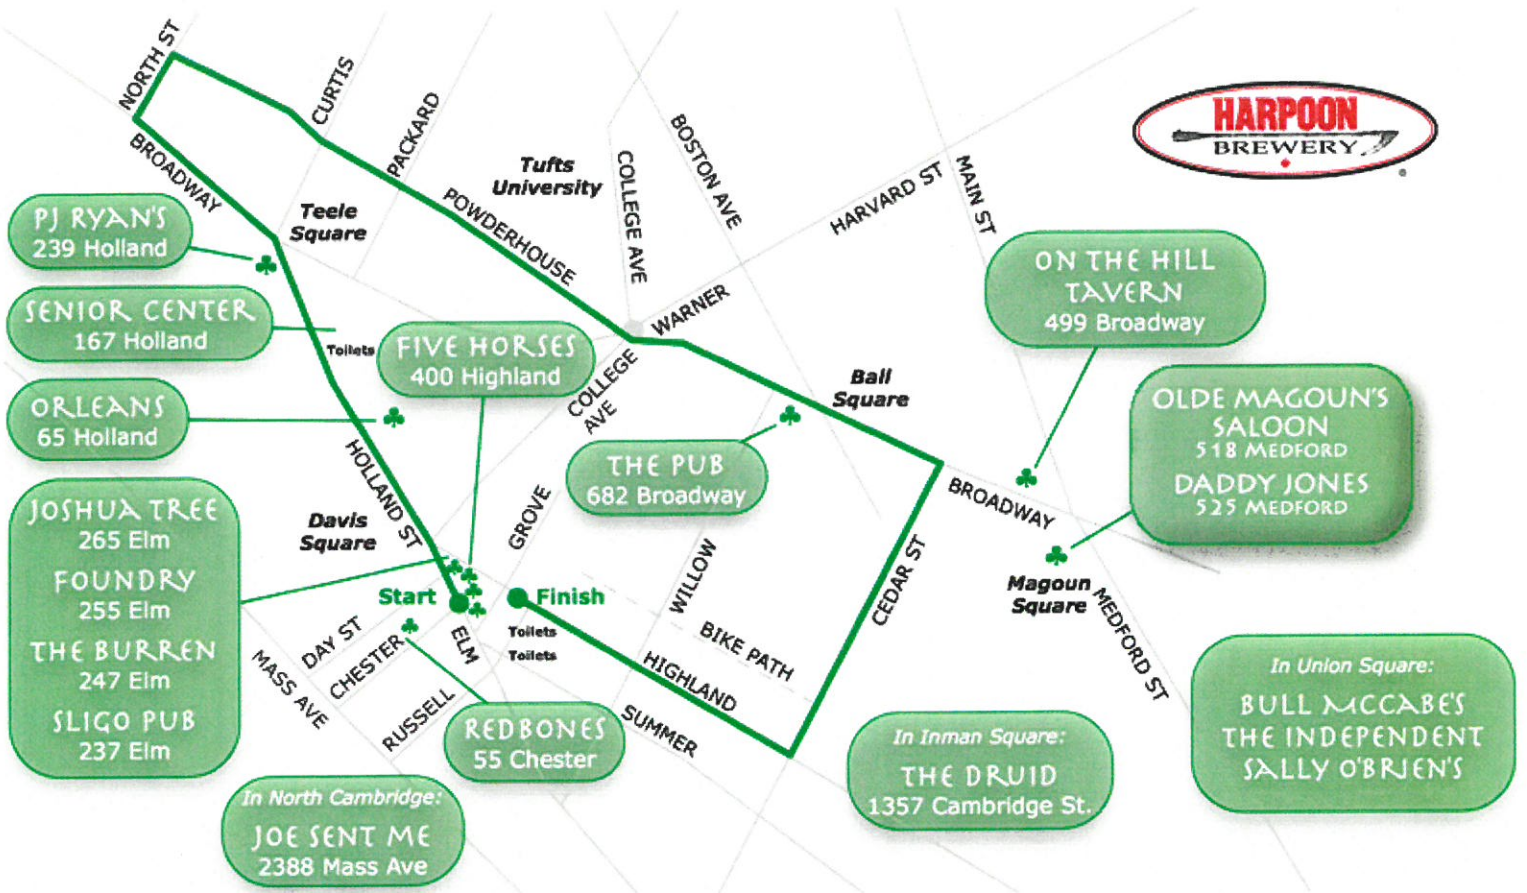 NORTH ST
CURTIS
PACKARD
BOSTON AVE
HARPOON
BREWERY
BROADWAY
Tufts
University
COLLEGE AVE
HARVARD ST
MAIN ST
PJ RYAN'S
239 Holland
Teele
Square
POWDERHOUSE
WARNER
ON THE HILL
TAVERN
499 Broadway
SENIOR CENTER
167 Holland
Toilets
FIVE HORSES
400 Highland
COLLEGE
AVE
Ball
Square
ORLEANS
65 Holland
OLDE MAGOUN'S
SALOON
518 MEDFORD
DADDY JONES
525 MEDFORD
HOLLAND ST
THE PUB
682 Broadway
BROADWAY
JOSHUA TREE
265 Elm
FOUNDRY
255 Elm
THE BURREN
247 Elm
SLIGO PUB
237 Elm
Davis
Square
GROVE
WILLOW
CEDAR ST
Magoun
Square
MEDFORD ST
Start
Finish
Toilets
Toilets
DAY ST
CHESTER
ELM
BIKE PATH
MASS AVE
RUSSELL
HIGHLAND
SUMMER
REDBONES
55 Chester
In Inman Square:
THE DRUID
1357 Cambridge St.
In Union Square:
BULL MCCABE'S
THE INDEPENDENT
SALLY O'BRIEN'S
In North Cambridge:
JOE SENT ME
2388 Mass Ave